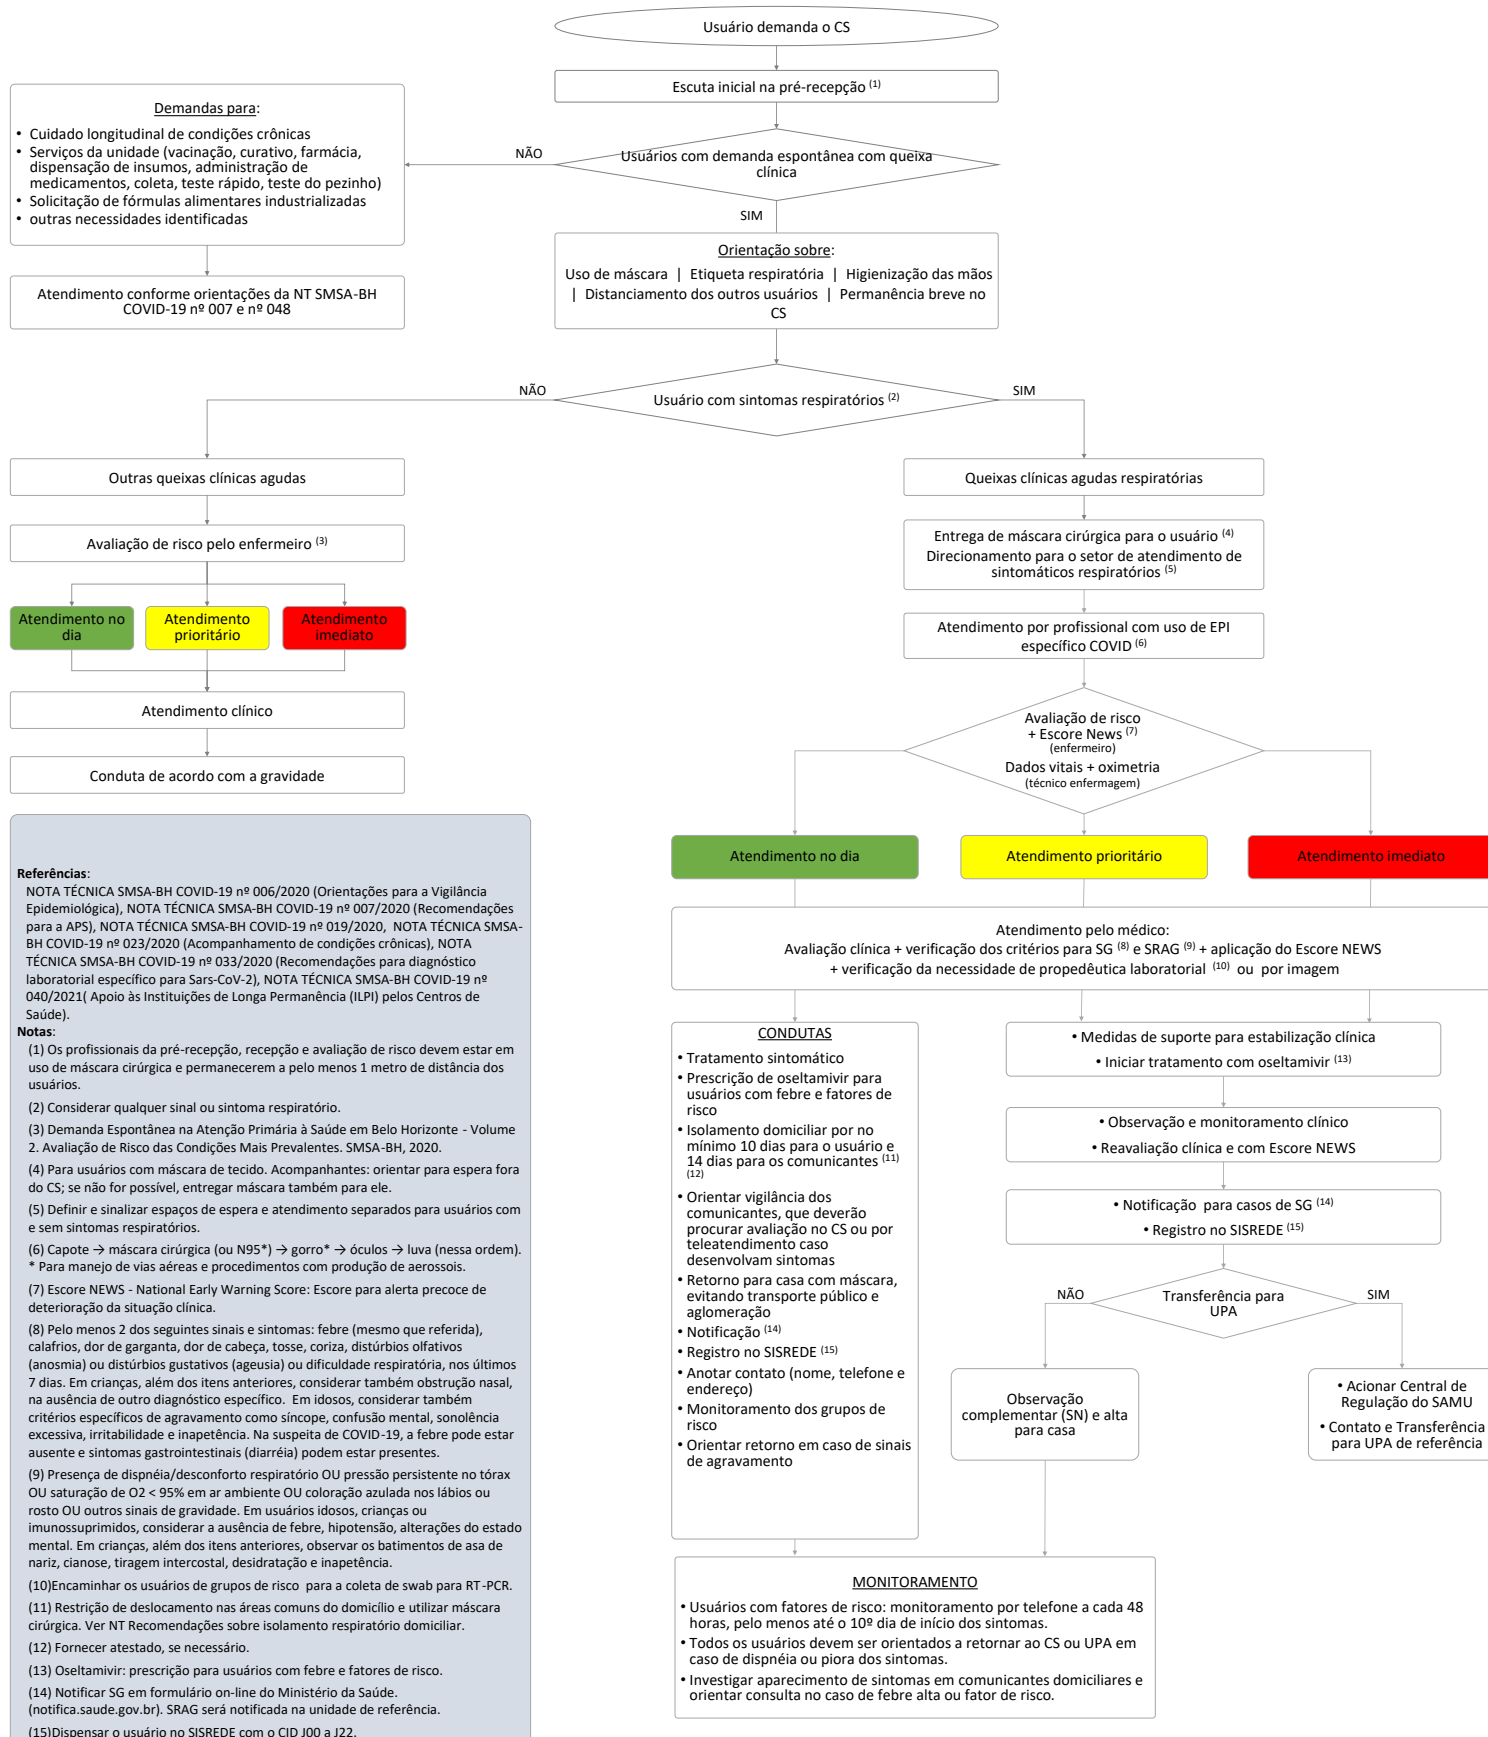 Usuário demanda o CS
Escuta inicial na pré-recepção (1)
Usuários com demanda espontânea com queixa
clínica
NÃO
SIM
Demandas para:
• Cuidado longitudinal de condições crônicas
• Serviços da unidade (vacinação, curativo, farmácia,
dispensação de insumos, administração de
medicamentos, coleta, teste rápido, teste do pezinho)
• Solicitação de fórmulas alimentares industrializadas
• outras necessidades identificadas
Atendimento conforme orientações da NT SMSA-BH
COVID-19 nº 007 e nº 048
Orientação sobre:
Uso de máscara | Etiqueta respiratória | Higienização das mãos
| Distanciamento dos outros usuários | Permanência breve no
CS
NÃO
Usuário com sintomas respiratórios (2)
SIM
Outras queixas clínicas agudas
Avaliação de risco pelo enfermeiro (3)
Atendimento no
dia
Atendimento
prioritário
Atendimento
imediato
Atendimento clínico
Conduta de acordo com a gravidade
Queixas clínicas agudas respiratórias
Entrega de máscara cirúrgica para o usuário (4)
Direcionamento para o setor de atendimento de
sintomáticos respiratórios (5)
Atendimento por profissional com uso de EPI
específico COVID (6)
Avaliação de risco
+ Escore News (7)
(enfermeiro)
Dados vitais + oximetria
(técnico enfermagem)
Atendimento no dia
Atendimento prioritário
Atendimento imediato
Atendimento pelo médico:
Avaliação clínica + verificação dos critérios para SG (8) e SRAG (9) + aplicação do Escore NEWS
+ verificação da necessidade de propedêutica laboratorial (10) ou por imagem
CONDUTAS
• Tratamento sintomático
• Prescrição de oseltamivir para
usuários com febre e fatores de
risco
• Isolamento domiciliar por no
mínimo 10 dias para o usuário e
14 dias para os comunicantes (11)
(12)
• Orientar vigilância dos
comunicantes, que deverão
procurar avaliação no CS ou por
teleatendimento caso
desenvolvam sintomas
• Retorno para casa com máscara,
evitando transporte público e
aglomeração
• Notificação (14)
• Registro no SISREDE (15)
• Anotar contato (nome, telefone e
endereço)
• Monitoramento dos grupos de
risco
• Orientar retorno em caso de sinais
de agravamento
• Medidas de suporte para estabilização clínica
• Iniciar tratamento com oseltamivir (13)
• Observação e monitoramento clínico
• Reavaliação clínica e com Escore NEWS
• Notificação para casos de SG (14)
• Registro no SISREDE (15)
NÃO
Transferência para
UPA
SIM
Observação
complementar (SN) e alta
para casa
• Acionar Central de
Regulação do SAMU
• Contato e Transferência
para UPA de referência
MONITORAMENTO
• Usuários com fatores de risco: monitoramento por telefone a cada 48
horas, pelo menos até o 10º dia de início dos sintomas.
• Todos os usuários devem ser orientados a retornar ao CS ou UPA em
caso de dispnéia ou piora dos sintomas.
• Investigar aparecimento de sintomas em comunicantes domiciliares e
orientar consulta no caso de febre alta ou fator de risco.
Referências:
NOTA TÉCNICA SMSA-BH COVID-19 nº 006/2020 (Orientações para a Vigilância
Epidemiológica), NOTA TÉCNICA SMSA-BH COVID-19 nº 007/2020 (Recomendações
para a APS), NOTA TÉCNICA SMSA-BH COVID-19 nº 019/2020, NOTA TÉCNICA SMSA-
BH COVID-19 nº 023/2020 (Acompanhamento de condições crônicas), NOTA
TÉCNICA SMSA-BH COVID-19 nº 033/2020 (Recomendações para diagnóstico
laboratorial específico para Sars-CoV-2), NOTA TÉCNICA SMSA-BH COVID-19 nº
040/2021( Apoio às Instituições de Longa Permanência (ILPI) pelos Centros de
Saúde).
Notas:
(1) Os profissionais da pré-recepção, recepção e avaliação de risco devem estar em
uso de máscara cirúrgica e permanecerem a pelo menos 1 metro de distância dos
usuários.
(2) Considerar qualquer sinal ou sintoma respiratório.
(3) Demanda Espontânea na Atenção Primária à Saúde em Belo Horizonte - Volume
2. Avaliação de Risco das Condições Mais Prevalentes. SMSA-BH, 2020.
(4) Para usuários com máscara de tecido. Acompanhantes: orientar para espera fora
do CS; se não for possível, entregar máscara também para ele.
(5) Definir e sinalizar espaços de espera e atendimento separados para usuários com
e sem sintomas respiratórios.
(6) Capote → máscara cirúrgica (ou N95*) → gorro* → óculos → luva (nessa ordem).
* Para manejo de vias aéreas e procedimentos com produção de aerossois.
(7) Escore NEWS - National Early Warning Score: Escore para alerta precoce de
deterioração da situação clínica.
(8) Pelo menos 2 dos seguintes sinais e sintomas: febre (mesmo que referida),
calafrios, dor de garganta, dor de cabeça, tosse, coriza, distúrbios olfativos
(anosmia) ou distúrbios gustativos (ageusia) ou dificuldade respiratória, nos últimos
7 dias. Em crianças, além dos itens anteriores, considerar também obstrução nasal,
na ausência de outro diagnóstico específico. Em idosos, considerar também
critérios específicos de agravamento como síncope, confusão mental, sonolência
excessiva, irritabilidade e inapetência. Na suspeita de COVID-19, a febre pode estar
ausente e sintomas gastrointestinais (diarréia) podem estar presentes.
(9) Presença de dispnéia/desconforto respiratório OU pressão persistente no tórax
OU saturação de O2 < 95% em ar ambiente OU coloração azulada nos lábios ou
rosto OU outros sinais de gravidade. Em usuários idosos, crianças ou
imunossuprimidos, considerar a ausência de febre, hipotensão, alterações do estado
mental. Em crianças, além dos itens anteriores, observar os batimentos de asa de
nariz, cianose, tiragem intercostal, desidratação e inapetência.
(10)Encaminhar os usuários de grupos de risco para a coleta de swab para RT-PCR.
(11) Restrição de deslocamento nas áreas comuns do domicílio e utilizar máscara
cirúrgica. Ver NT Recomendações sobre isolamento respiratório domiciliar.
(12) Fornecer atestado, se necessário.
(13) Oseltamivir: prescrição para usuários com febre e fatores de risco.
(14) Notificar SG em formulário on-line do Ministério da Saúde.
(notifica.saude.gov.br). SRAG será notificada na unidade de referência.
(15)Dispensar o usuário no SISREDE com o CID J00 a J22.